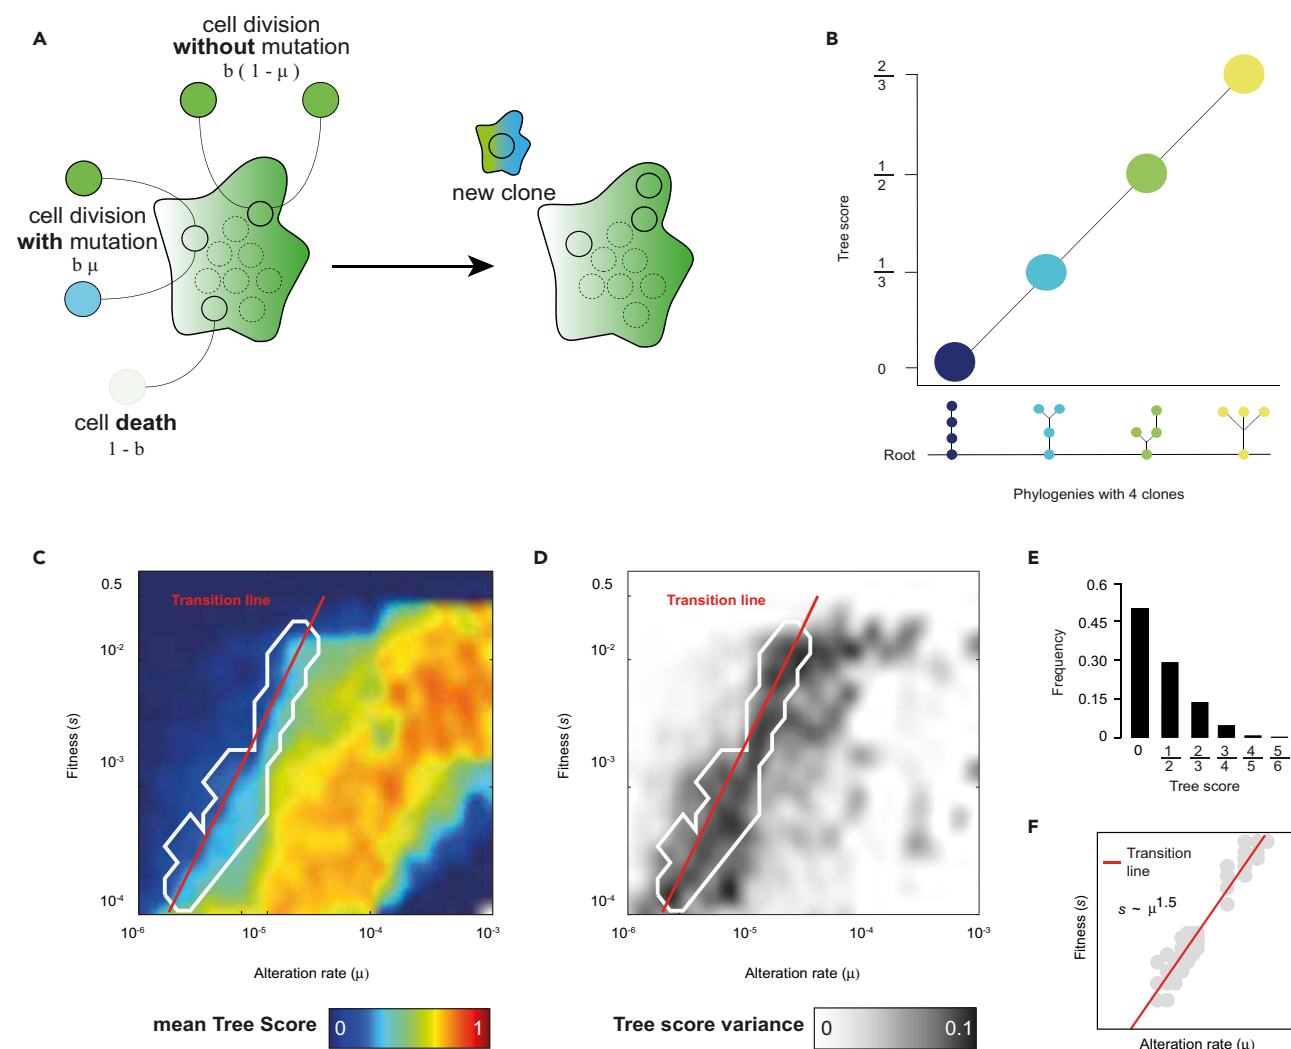 A
cell division
without mutation
b ( 1 - μ )
cell division
with mutation
b μ
cell death
1 - b
new clone
B
Tree score
2
3
1
2
1
3
0
Root
Phylogenies with 4 clones
C
Transition line
Fitness (s)
0.5
10-2
10-3
10-4
10-6
10-5
10-4
10-3
Alteration rate (μ)
mean Tree Score
0
1
D
Transition line
Fitness (s)
0.5
10-2
10-3
10-4
10-6
10-5
10-4
10-3
Alteration rate (μ)
Tree score variance
0
0.1
E
Frequency
0.6
0.45
0.30
0.15
0
0 1 2 3 4 5
2 3 4 5 6
Tree score
F
Transition
line
s ~ μ1.5
Fitness (s)
Alteration rate (μ)